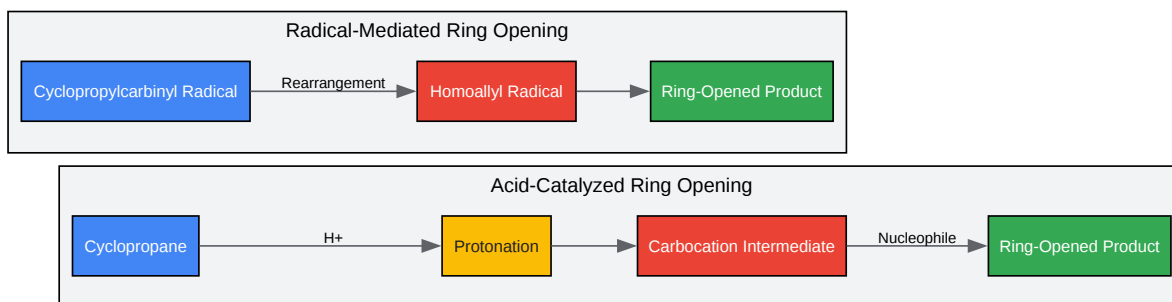 Radical-Mediated Ring Opening
Cyclopropylcarbinyl Radical
Rearrangement
Homoallyl Radical
Ring-Opened Product
Acid-Catalyzed Ring Opening
Cyclopropane
H+
Protonation
Carbocation Intermediate
Nucleophile
Ring-Opened Product